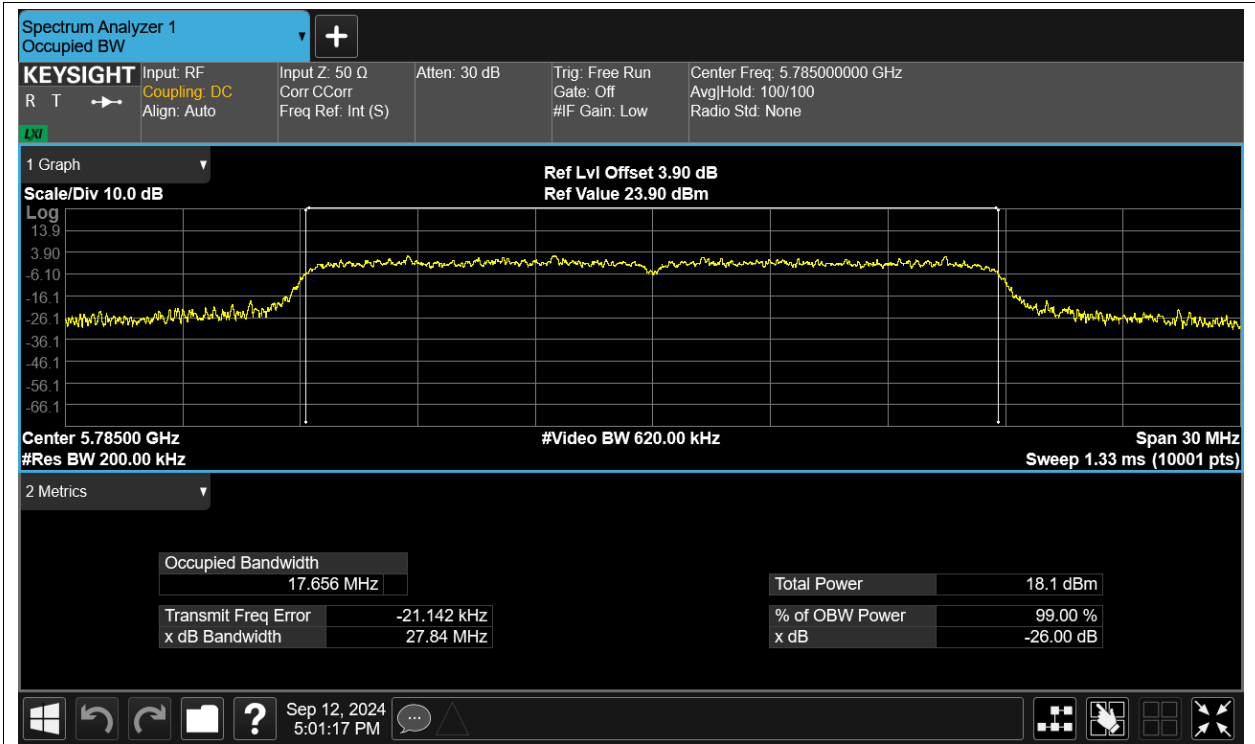 Spectrum Analyzer 1
Occupied BW
KEYSIGHT
R T
LXI
Input: RF
Coupling: DC
Align: Auto
Input Z: 50 Ω
Corr CCorr
Freq Ref: Int (S)
Atten: 30 dB
Trig: Free Run
Gate: Off
#IF Gain: Low
Center Freq: 5.785000000 GHz
Avg|Hold: 100/100
Radio Std: None
1 Graph
Scale/Div 10.0 dB
Ref Lvl Offset 3.90 dB
Ref Value 23.90 dBm
Log
13.9
3.90
-6.10
-16.1
-26.1
-36.1
-46.1
-56.1
-66.1
Center 5.78500 GHz
#Video BW 620.00 kHz
Span 30 MHz
#Res BW 200.00 kHz
Sweep 1.33 ms (10001 pts)
2 Metrics
Occupied Bandwidth
17.656 MHz
Total Power 18.1 dBm
Transmit Freq Error -21.142 kHz
% of OBW Power 99.00 %
x dB Bandwidth 27.84 MHz
x dB -26.00 dB
?
Sep 12, 2024
5:01:17 PM